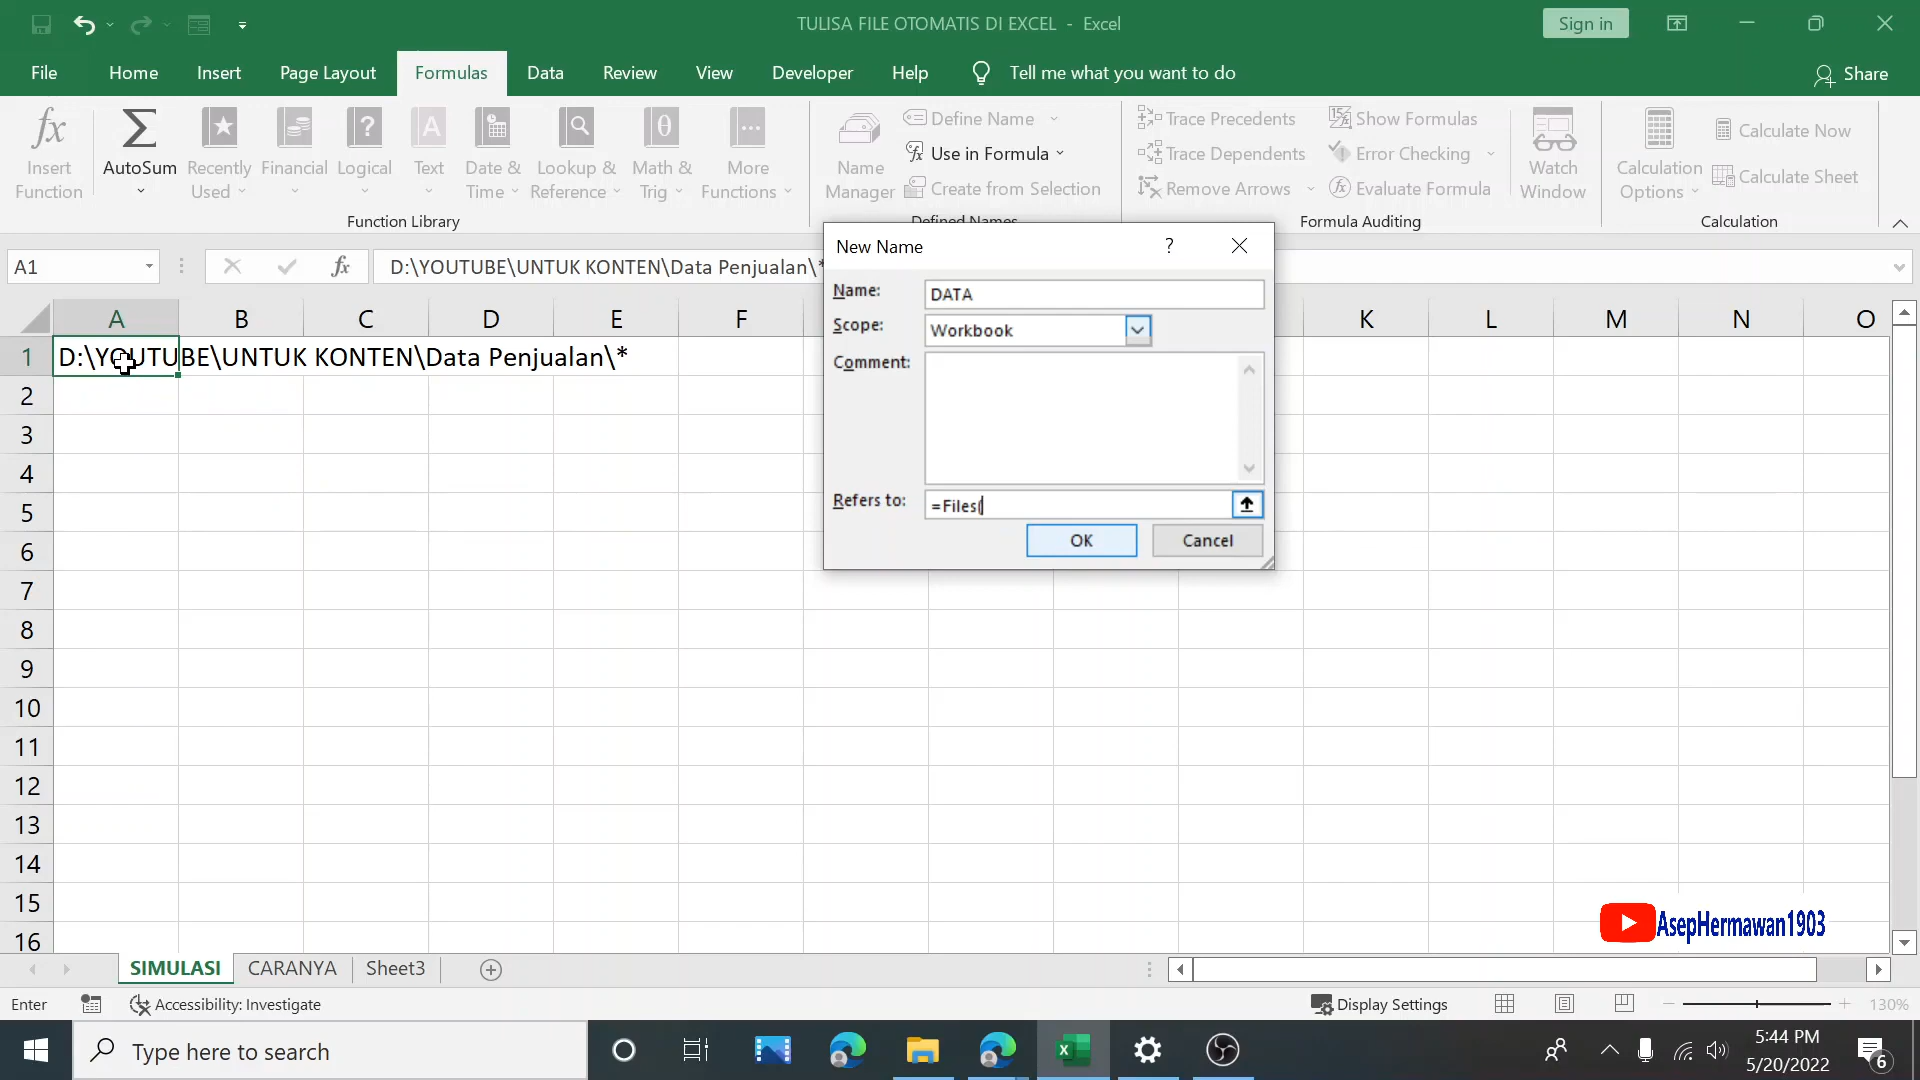 TULISA FILE OTOMATIS DI EXCEL - Excel
Sign in
File Home Insert Page Layout Formulas Data Review View Developer Help Tell me what you want to do Share
Insert Function
AutoSum
Recently Used
Financial
Logical
Text
Date & Time
Lookup & Reference
Math & Trig
More Functions
Function Library
Name Manager
Define Name
Use in Formula
Create from Selection
Defined Names
Trace Precedents
Trace Dependents
Remove Arrows
Show Formulas
Error Checking
Evaluate Formula
Formula Auditing
Watch Window
Calculation Options
Calculate Now
Calculate Sheet
Calculation
A1 fx D:\YOUTUBE\UNTUK KONTEN\Data Penjualan\*
New Name ?
Name: DATA
Scope: Workbook
Comment:
Refers to: =Files(
OK Cancel
A B C D E F K L M N O
1 D:\YOUTUBE\UNTUK KONTEN\Data Penjualan\*
2
3
4
5
6
7
8
9
10
11
12
13
14
15
16
AsepHermawan1903
SIMULASI CARANYA Sheet3
Enter Accessibility: Investigate Display Settings 130%
Type here to search
5:44 PM
5/20/2022
6